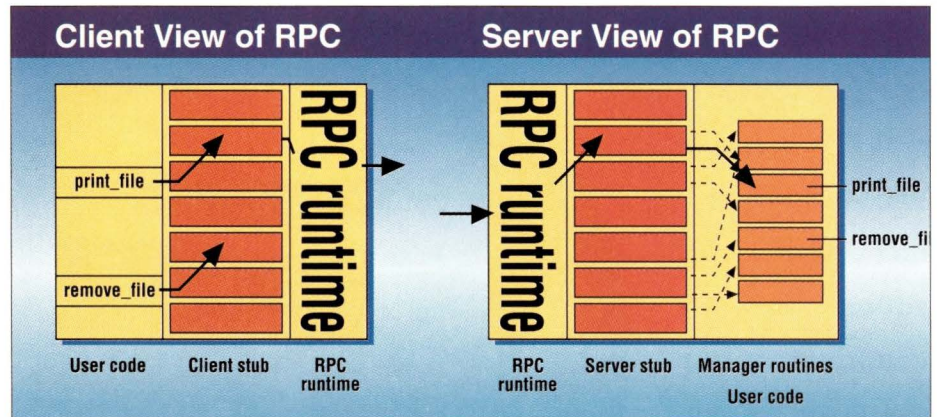 Client View of RPC
Server View of RPC
print_file
remove_file
RPC runtime
User code
Client stub
RPC
runtime
RPC runtime
print_file
remove_fi
RPC
runtime
Server stub
Manager routines
User code